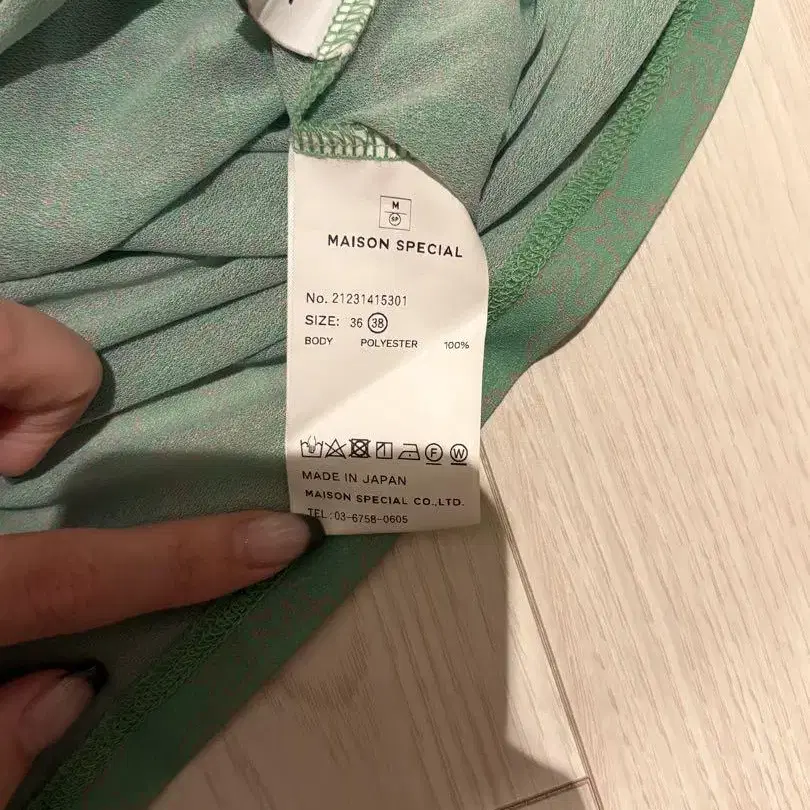 M
SP
MAISON SPECIAL
No. 21231415301
SIZE: 36 38
BODY POLYESTER 100%
F W
MADE IN JAPAN
MAISON SPECIAL CO.,LTD.
TEL:03-6758-0605